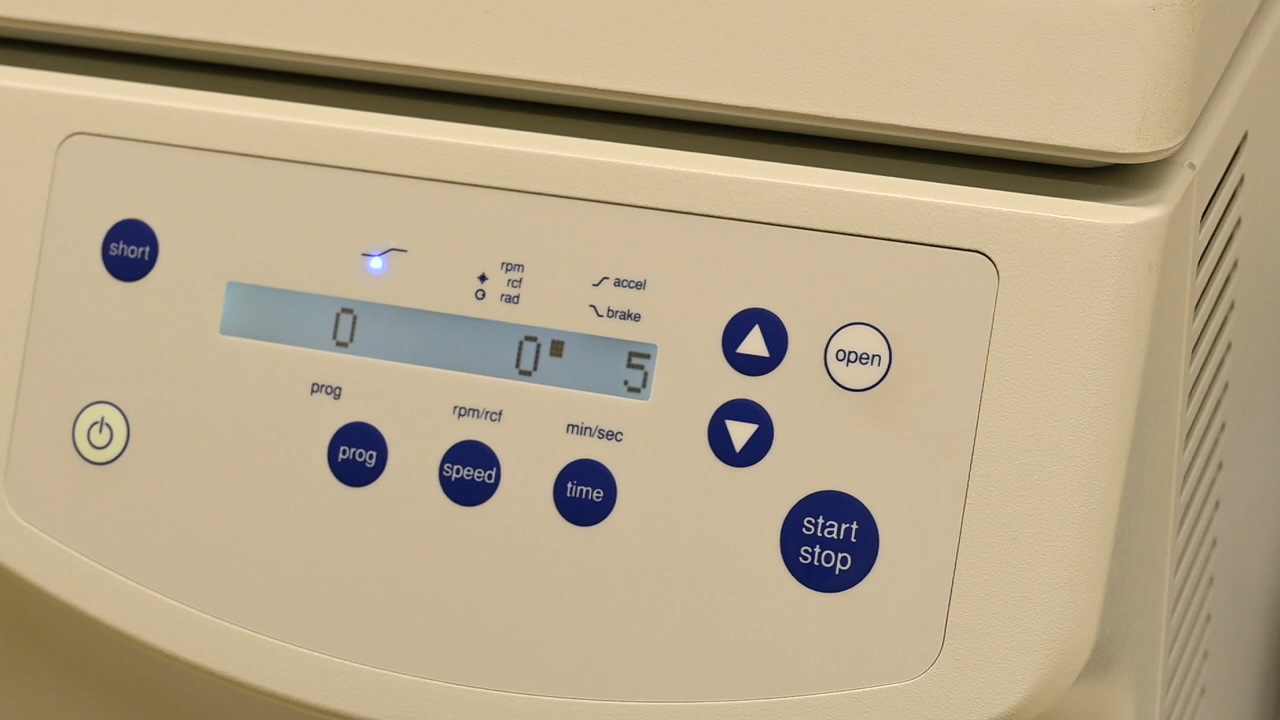 short
rpm
rcf
rad
accel
brake
0 0 5
open
prog
rpm/rcf
min/sec
prog
speed
time
start
stop